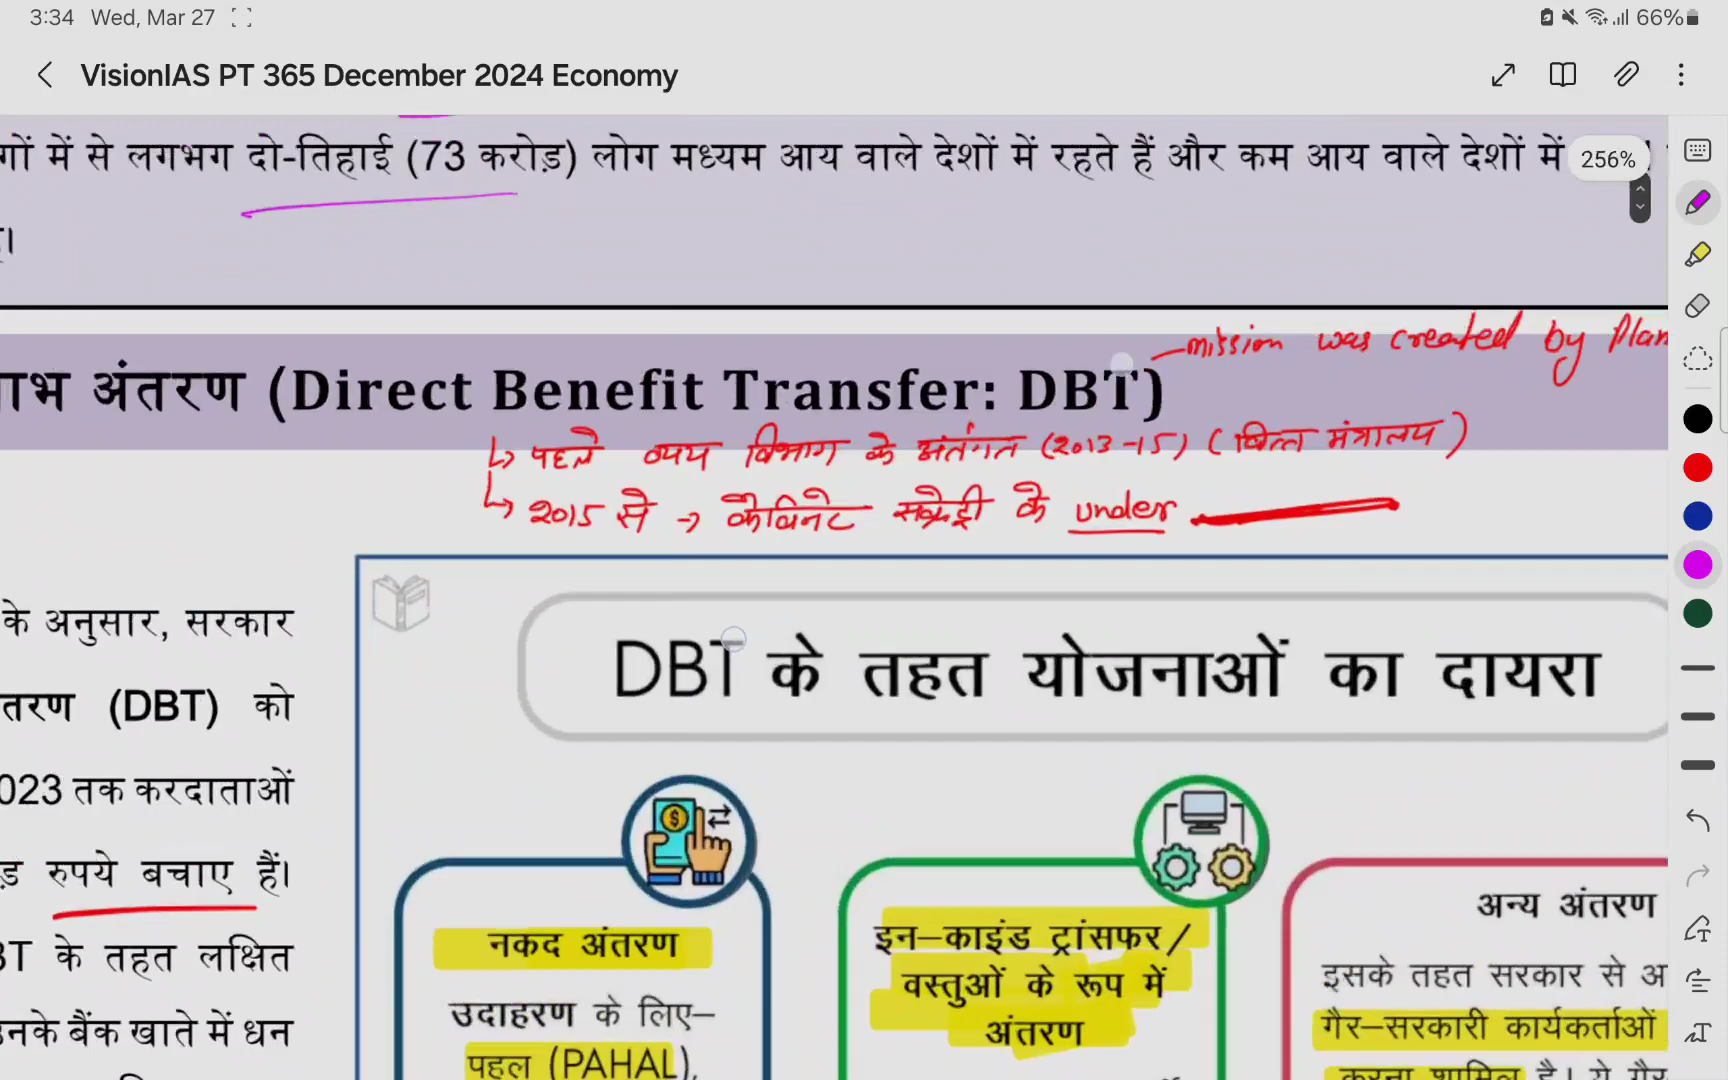 3:34 Wed, Mar 27
66%
VisionIAS PT 365 December 2024 Economy
गों में से लगभग दो-तिहाई (73 करोड़) लोग मध्यम आय वाले देशों में रहते हैं और कम आय वाले देशों में
256%
mission was created by Plan
ाभ अंतरण (Direct Benefit Transfer: DBT)
पहले व्यय विभाग के अंतर्गत (2013-15) (वित्त मंत्रालय)
2015 से → कैबिनेट सक्रेट्री के under
के अनुसार, सरकार
DBT के तहत योजनाओं का दायरा
तरण (DBT) को
023 तक करदाताओं
ड़ रुपये बचाए हैं।
BT के तहत लक्षित
उनके बैंक खाते में धन
नकद अंतरण
उदाहरण के लिए–
पहल (PAHAL),
इन–काइंड ट्रांसफर/
वस्तुओं के रूप में
अंतरण
अन्य अंतरण
इसके तहत सरकार से अ
गैर–सरकारी कार्यकर्ताओं
करना शामिल है। ये गैर